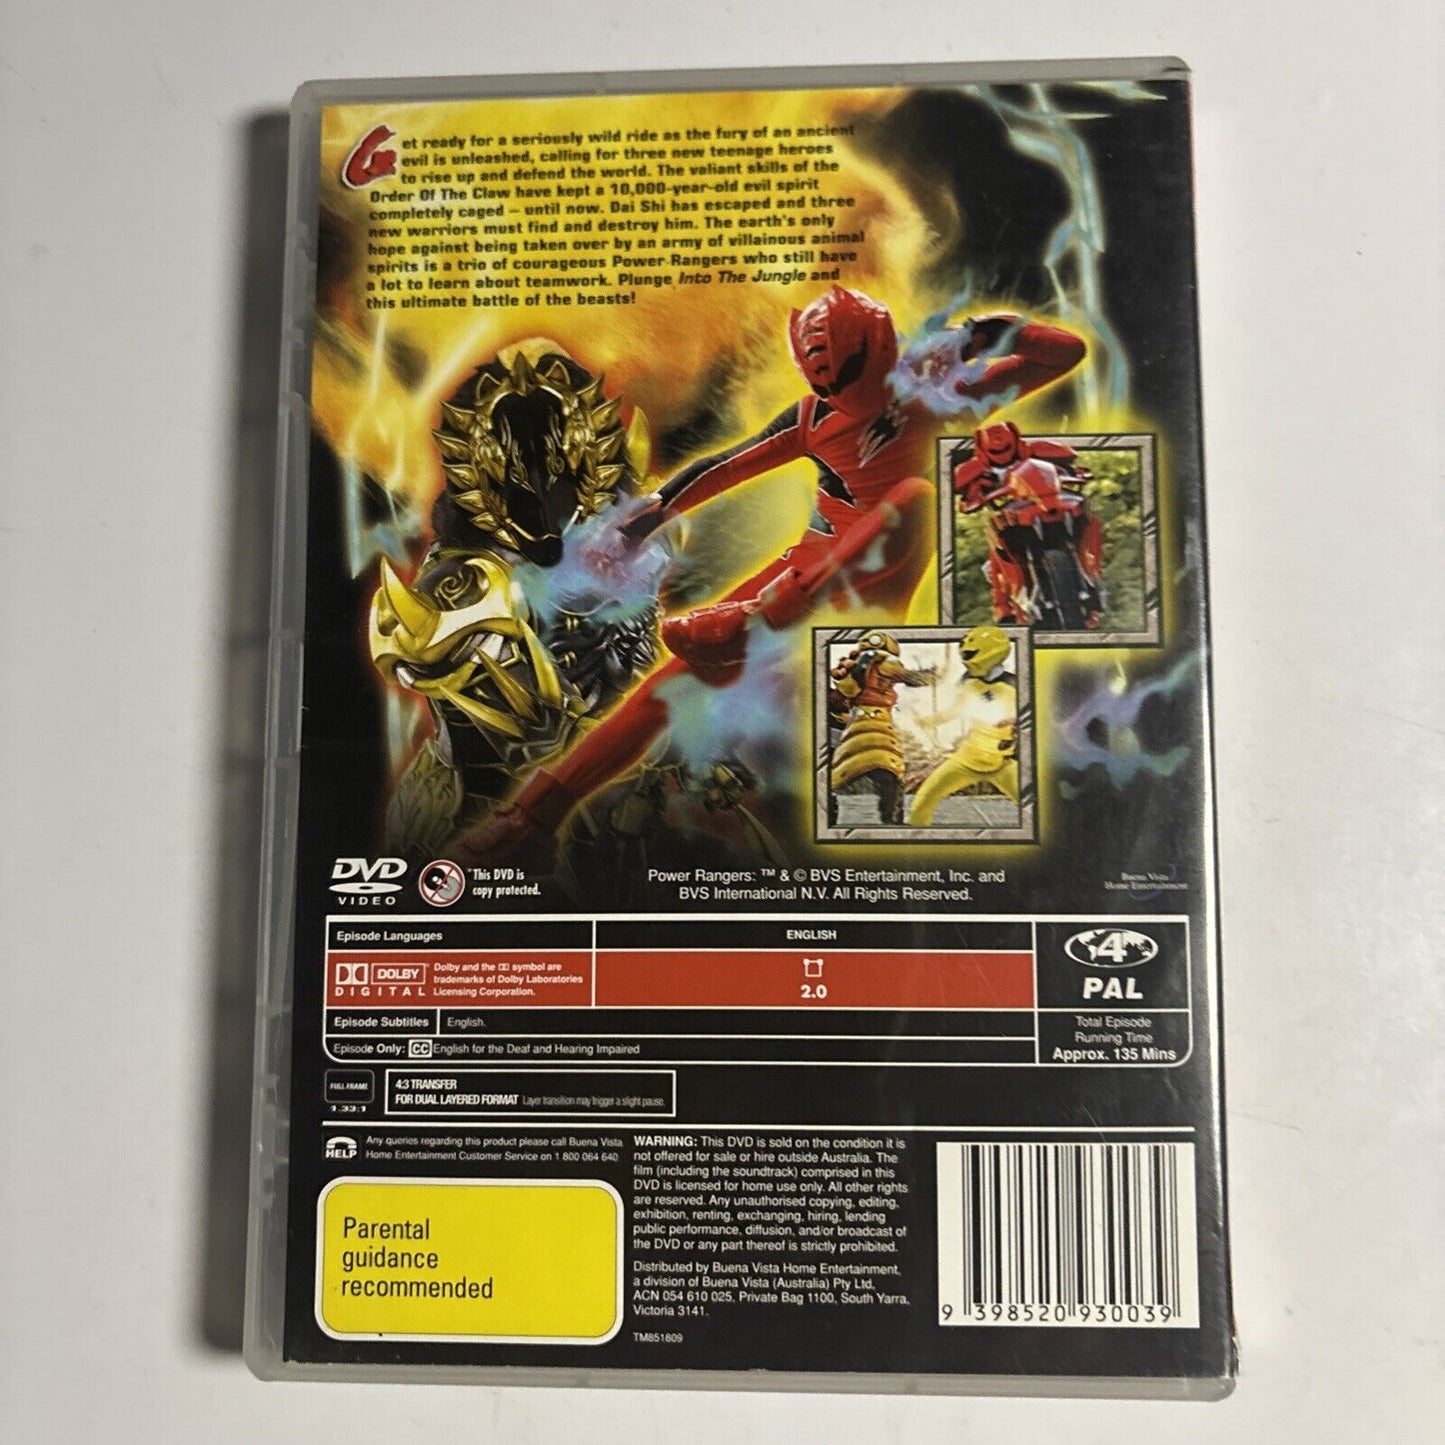 Get ready for a seriously wild ride as the fury of an ancient
evil is unleashed, calling for three new teenage heroes
to rise up and defend the world. The valiant skills of the
Order Of The Claw have kept a 10,000-year-old evil spirit
completely caged – until now. Dai Shi has escaped and three
new warriors must find and destroy him. The earth's only
hope against being taken over by an army of villainous animal
spirits is a trio of courageous Power Rangers who still have
a lot to learn about teamwork. Plunge Into The Jungle and
this ultimate battle of the beasts!
DVD
VIDEO
"This DVD is
copy protected.
Power Rangers: ™ & © BVS Entertainment, Inc. and
BVS International N.V. All Rights Reserved.
Buena Vista
Home Entertainment
Episode Languages
ENGLISH
DOLBY
DIGITAL
Dolby and the DD symbol are
trademarks of Dolby Laboratories
Licensing Corporation.
2.0
4
PAL
Episode Subtitles
English.
Episode Only: CC English for the Deaf and Hearing Impaired
Total Episode
Running Time
Approx. 135 Mins
FULL FRAME
1.33:1
4:3 TRANSFER
FOR DUAL LAYERED FORMAT Layer transition may trigger a slight pause.
HELP
Any queries regarding this product please call Buena Vista
Home Entertainment Customer Service on 1 800 064 640
Parental
guidance
recommended
WARNING: This DVD is sold on the condition it is
not offered for sale or hire outside Australia. The
film (including the soundtrack) comprised in this
DVD is licensed for home use only. All other rights
are reserved. Any unauthorised copying, editing,
exhibition, renting, exchanging, hiring, lending
public performance, diffusion, and/or broadcast of
the DVD or any part thereof is strictly prohibited.
Distributed by Buena Vista Home Entertainment,
a division of Buena Vista (Australia) Pty Ltd,
ACN 054 610 025, Private Bag 1100, South Yarra,
Victoria 3141.
TM851809
9 398520 930039